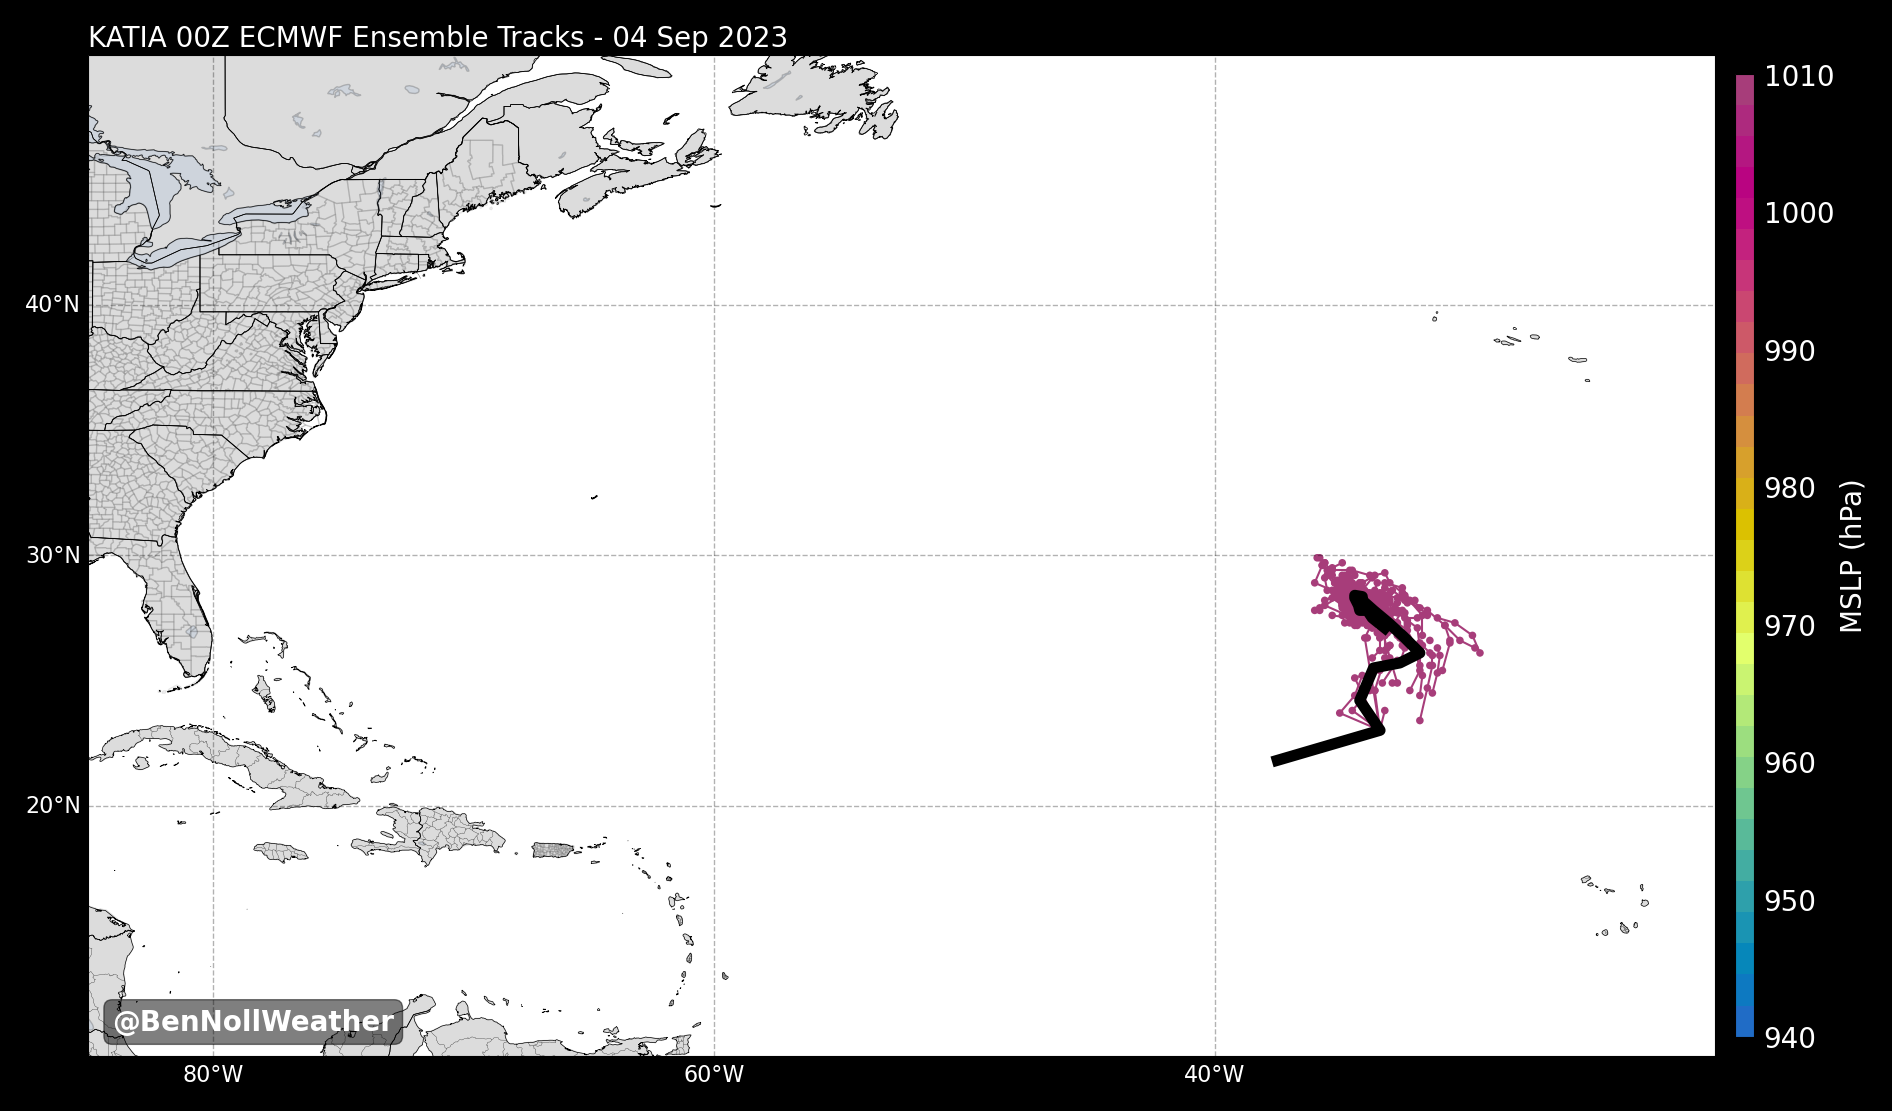 KATIA 00Z ECMWF Ensemble Tracks - 04 Sep 2023
1010
1000
40°N
990
980
30°N
MSLP (hPa)
970
960
20°N
950
@BenNollWeather
940
80°W
60°W
40°W